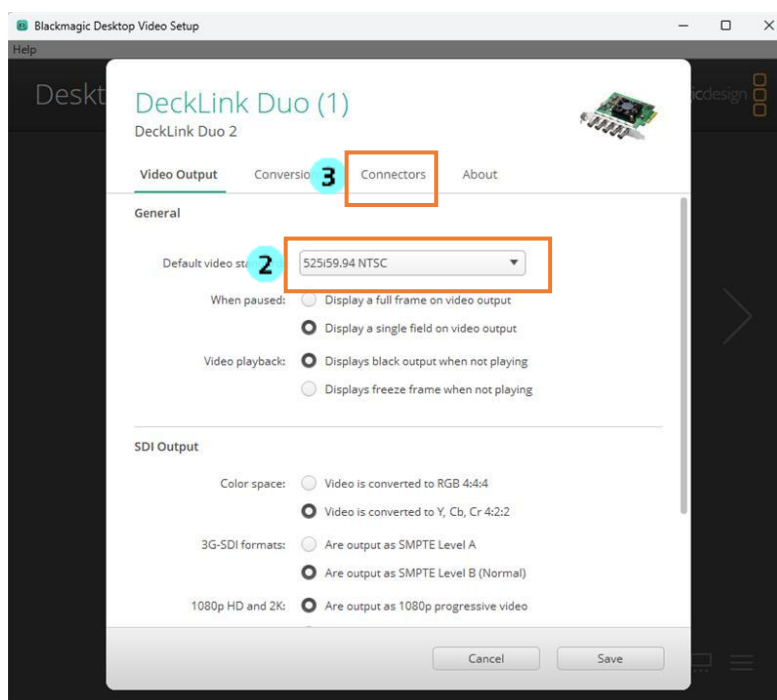 Blackmagic Desktop Video Setup
Help
Deskt
icdesign
DeckLink Duo (1)
DeckLink Duo 2
Video Output Conversio 3 Connectors About
General
Default video sta 2 525i59.94 NTSC
When paused: Display a full frame on video output
Display a single field on video output
Video playback: Displays black output when not playing
Displays freeze frame when not playing
SDI Output
Color space: Video is converted to RGB 4:4:4
Video is converted to Y, Cb, Cr 4:2:2
3G-SDI formats: Are output as SMPTE Level A
Are output as SMPTE Level B (Normal)
1080p HD and 2K: Are output as 1080p progressive video
Cancel Save